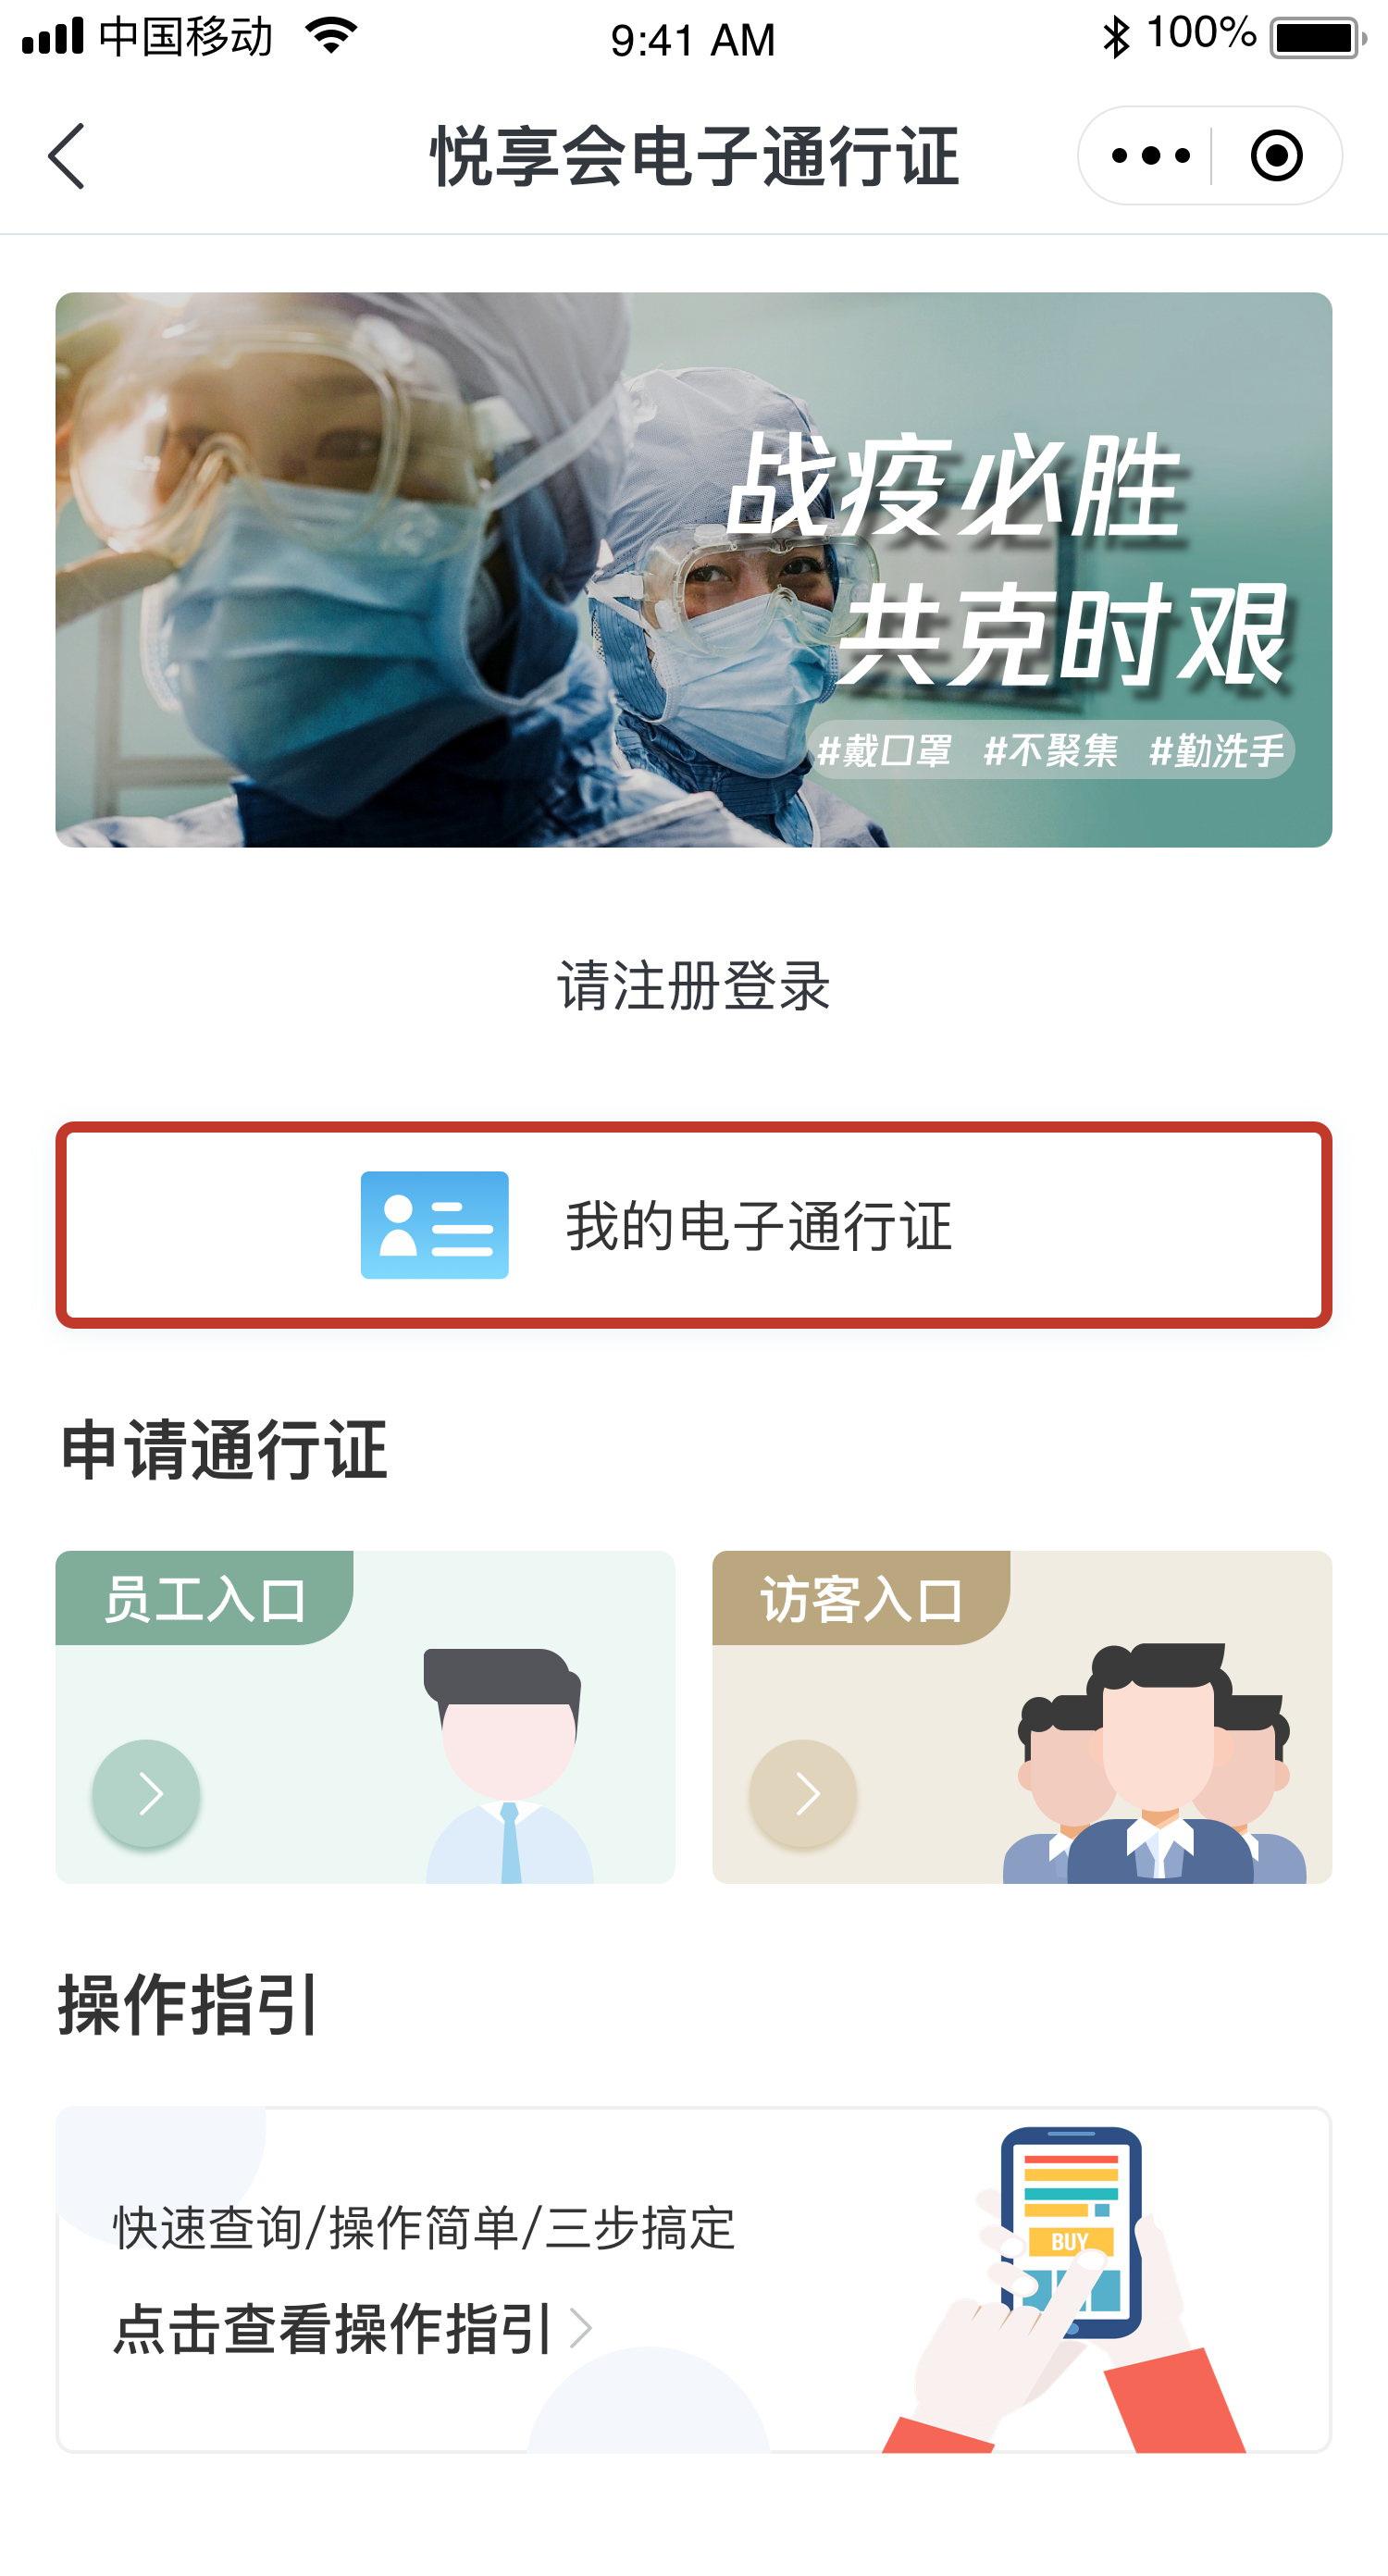 中国移动 9:41 AM 100%
悦享会电子通行证
战疫必胜
共克时艰
#戴口罩 #不聚集 #勤洗手
请注册登录
我的电子通行证
申请通行证
员工入口 访客入口
操作指引
快速查询/操作简单/三步搞定
BUY
点击查看操作指引